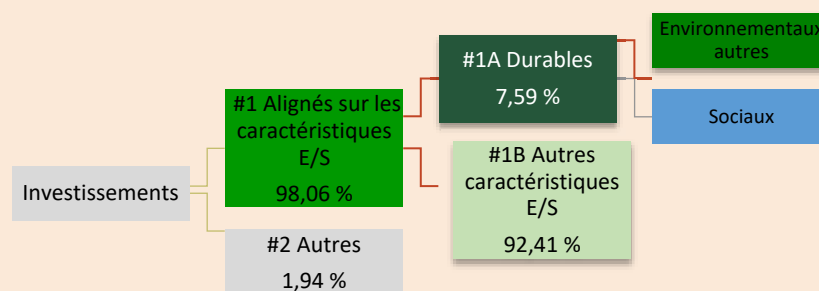 Investissements
#1 Alignés sur les
caractéristiques
E/S
98,06 %
#2 Autres
1,94 %
#1A Durables
7,59 %
#1B Autres
caractéristiques
E/S
92,41 %
Environnementaux
autres
Sociaux